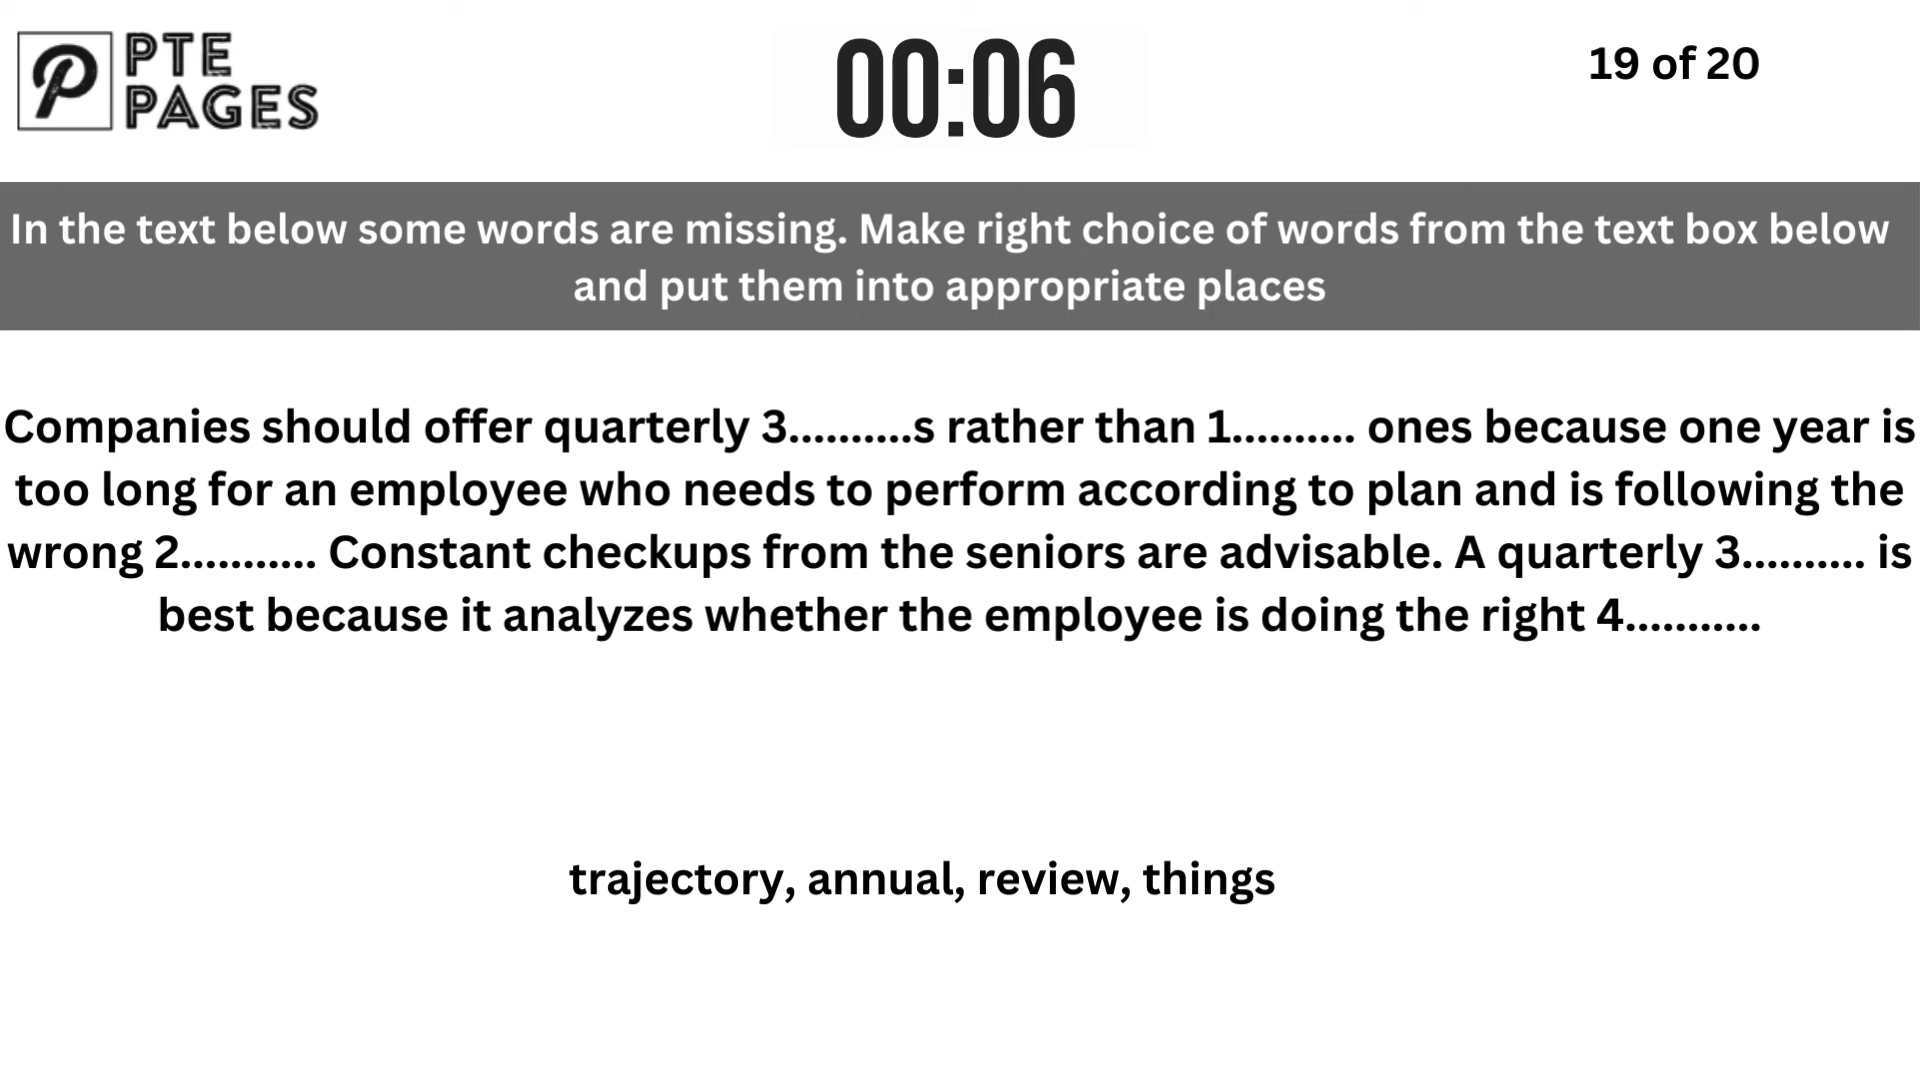 PTE
PAGES
00:06
19 of 20
In the text below some words are missing. Make right choice of words from the text box below
and put them into appropriate places
Companies should offer quarterly 3..........s rather than 1.......... ones because one year is
too long for an employee who needs to perform according to plan and is following the
wrong 2........... Constant checkups from the seniors are advisable. A quarterly 3.......... is
best because it analyzes whether the employee is doing the right 4...........
trajectory, annual, review, things